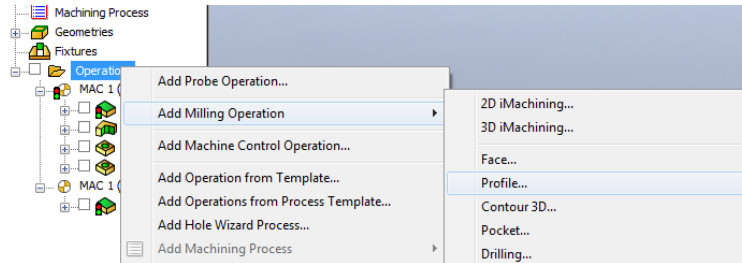 Machining Process
Geometries
Fixtures
Operatio
MAC 1 (
MAC 1 (
Add Probe Operation...
Add Milling Operation
Add Machine Control Operation...
Add Operation from Template...
Add Operations from Process Template...
Add Hole Wizard Process...
Add Machining Process
2D iMachining...
3D iMachining...
Face...
Profile...
Contour 3D...
Pocket...
Drilling...